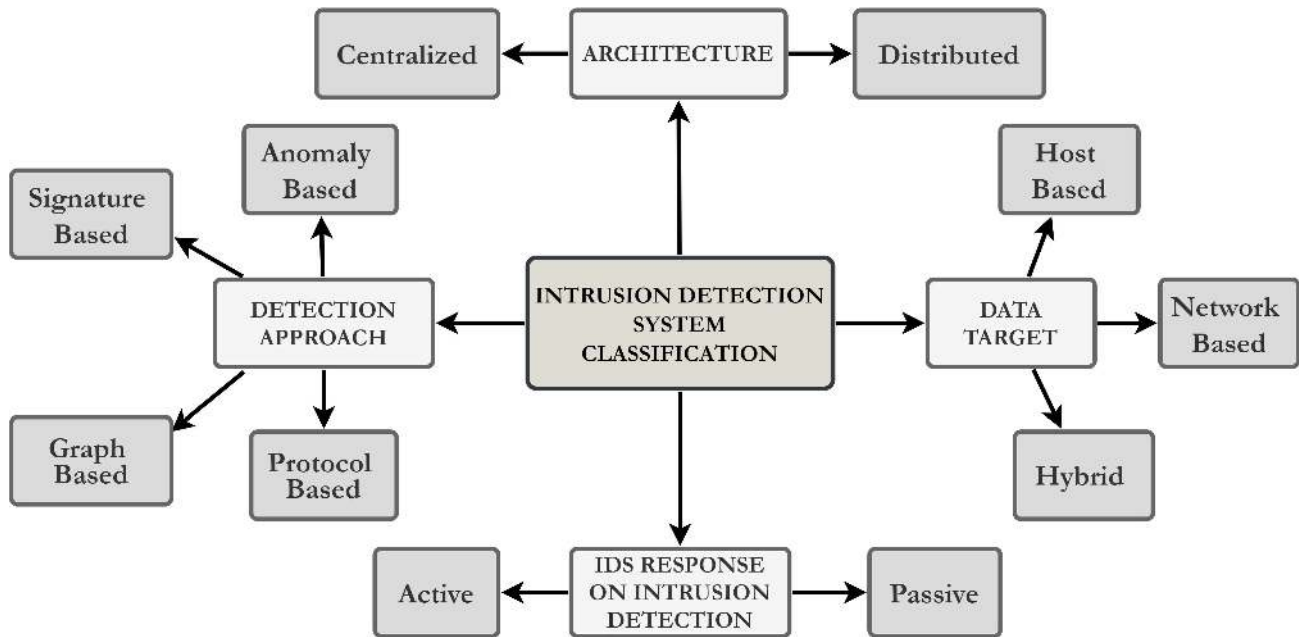 Centralized
ARCHITECTURE
Distributed
Anomaly
Based
Host
Based
Signature
Based
INTRUSION DETECTION
SYSTEM
CLASSIFICATION
DETECTION
APPROACH
DATA
TARGET
Network
Based
Graph
Based
Protocol
Based
Hybrid
Active
IDS RESPONSE
ON INTRUSION
DETECTION
Passive